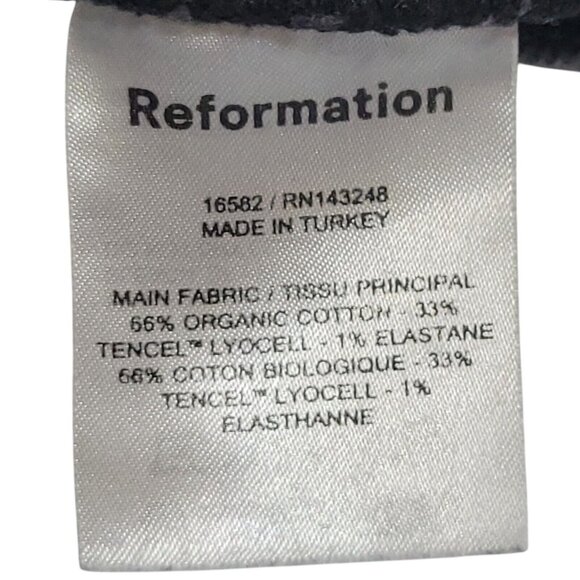 Reformation
16582 / RN143248
MADE IN TURKEY
MAIN FABRIC / TISSU PRINCIPAL
66% ORGANIC COTTON - 33%
TENCEL™ LYOCELL - 1% ELASTANE
66% COTON BIOLOGIQUE - 33%
TENCEL™ LYOCELL - 1%
ELASTHANNE